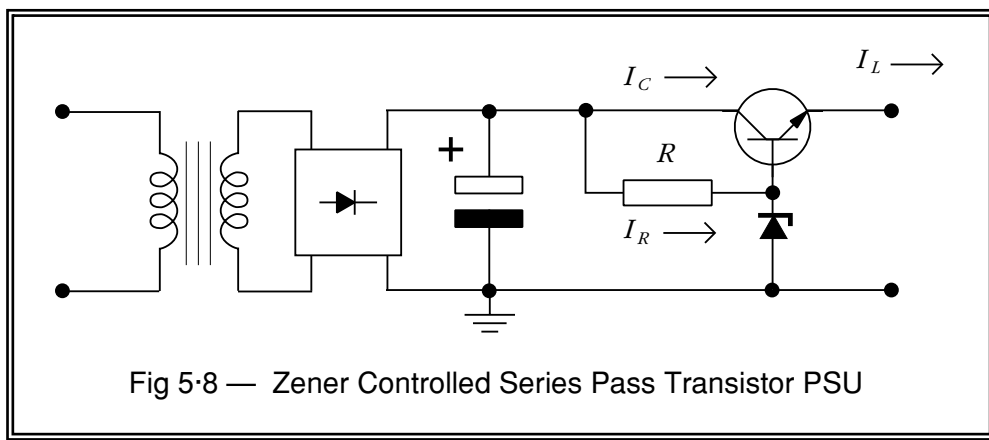 I_L
I_C
+
R
I_R
Fig 5·8 — Zener Controlled Series Pass Transistor PSU